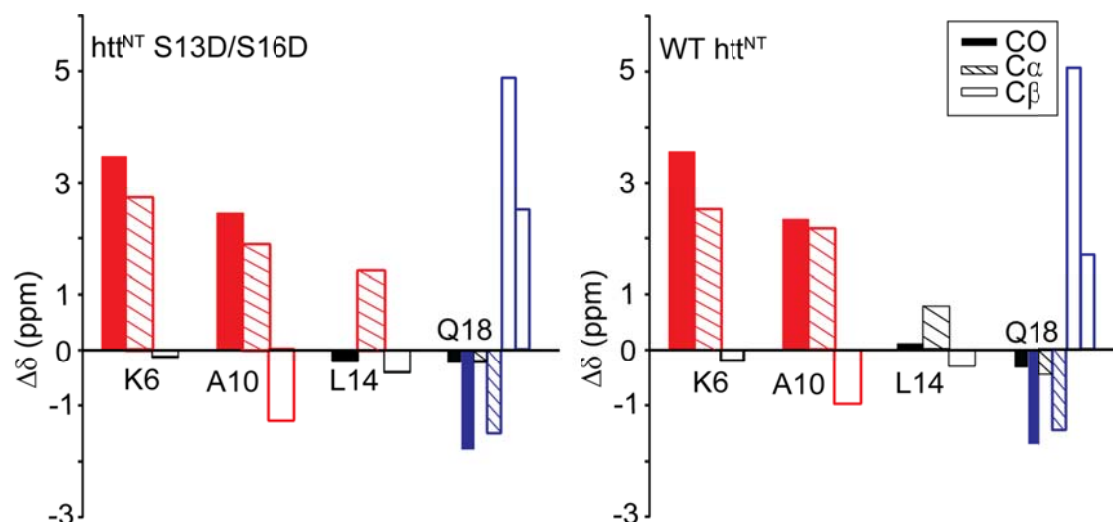 htt^NT S13D/S16D
Δδ (ppm)
5
3
1
0
-1
-3
K6
A10
L14
Q18
WT htt^NT
CO
Cα
Cβ
Δδ (ppm)
5
3
1
0
-1
-3
K6
A10
L14
Q18